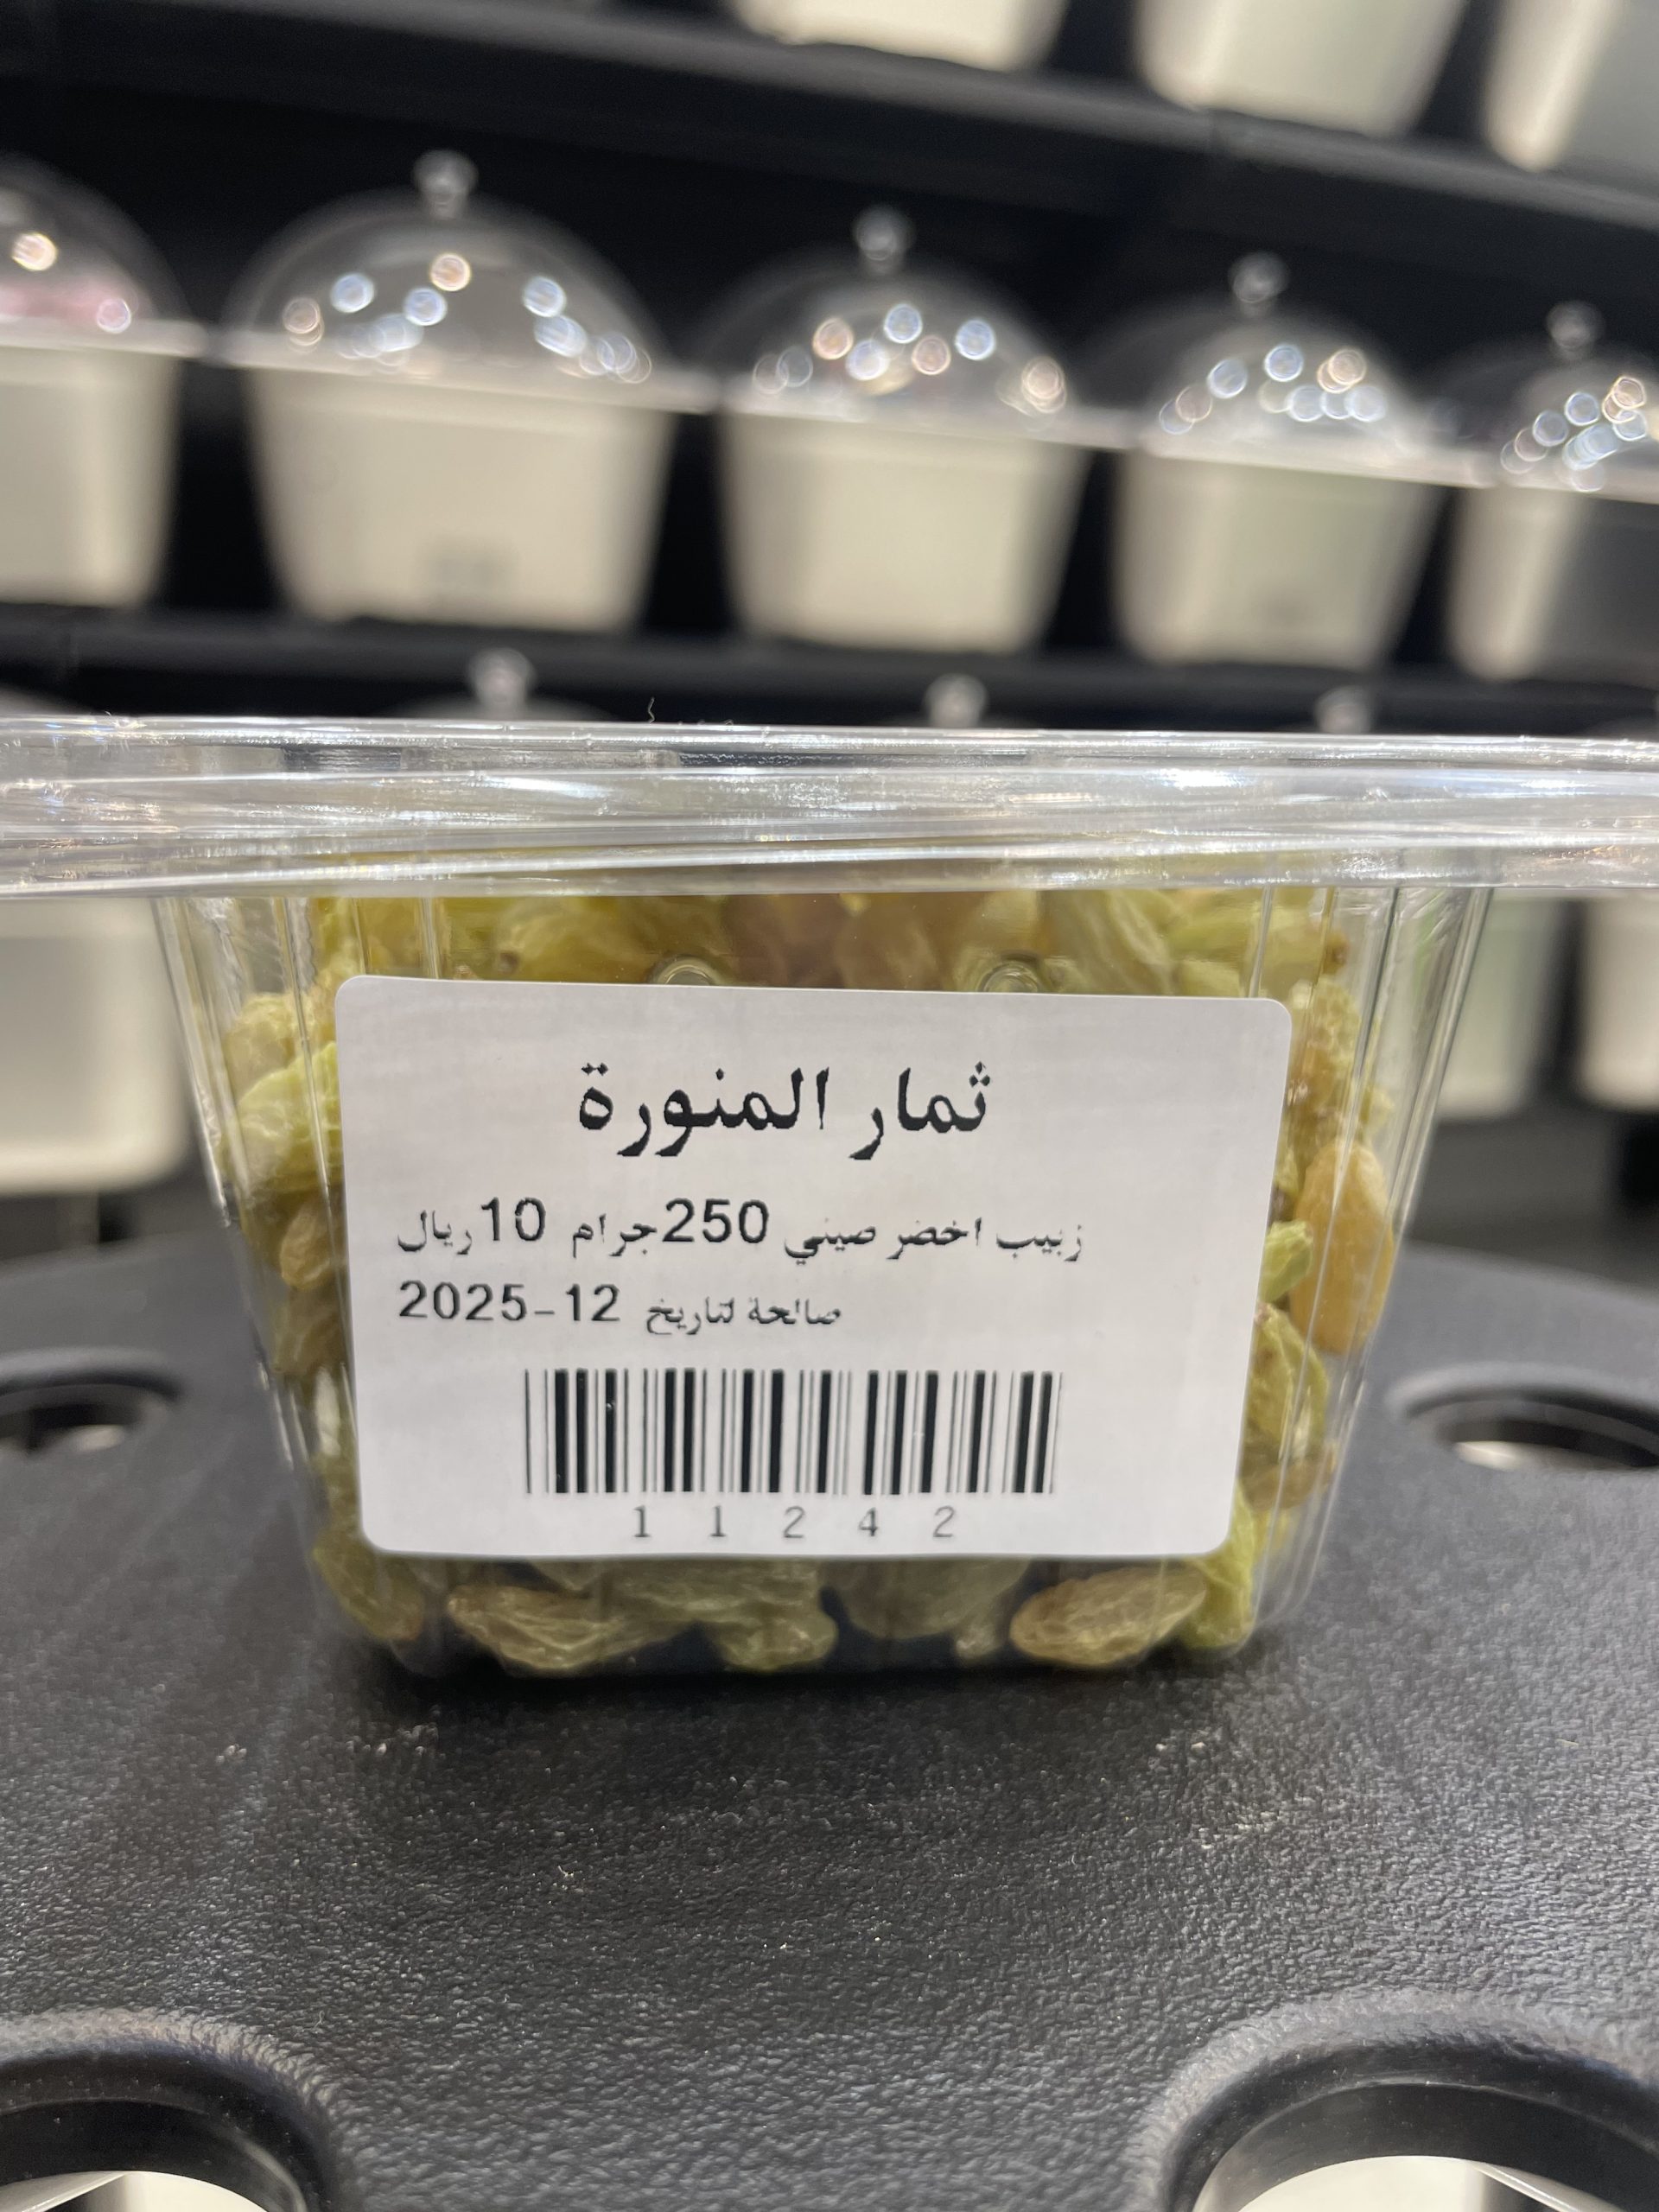 ثمار المنورة
زبيب اخضر صيني 250جرام 10ريال
صالحة لتاريخ 12-2025
11242